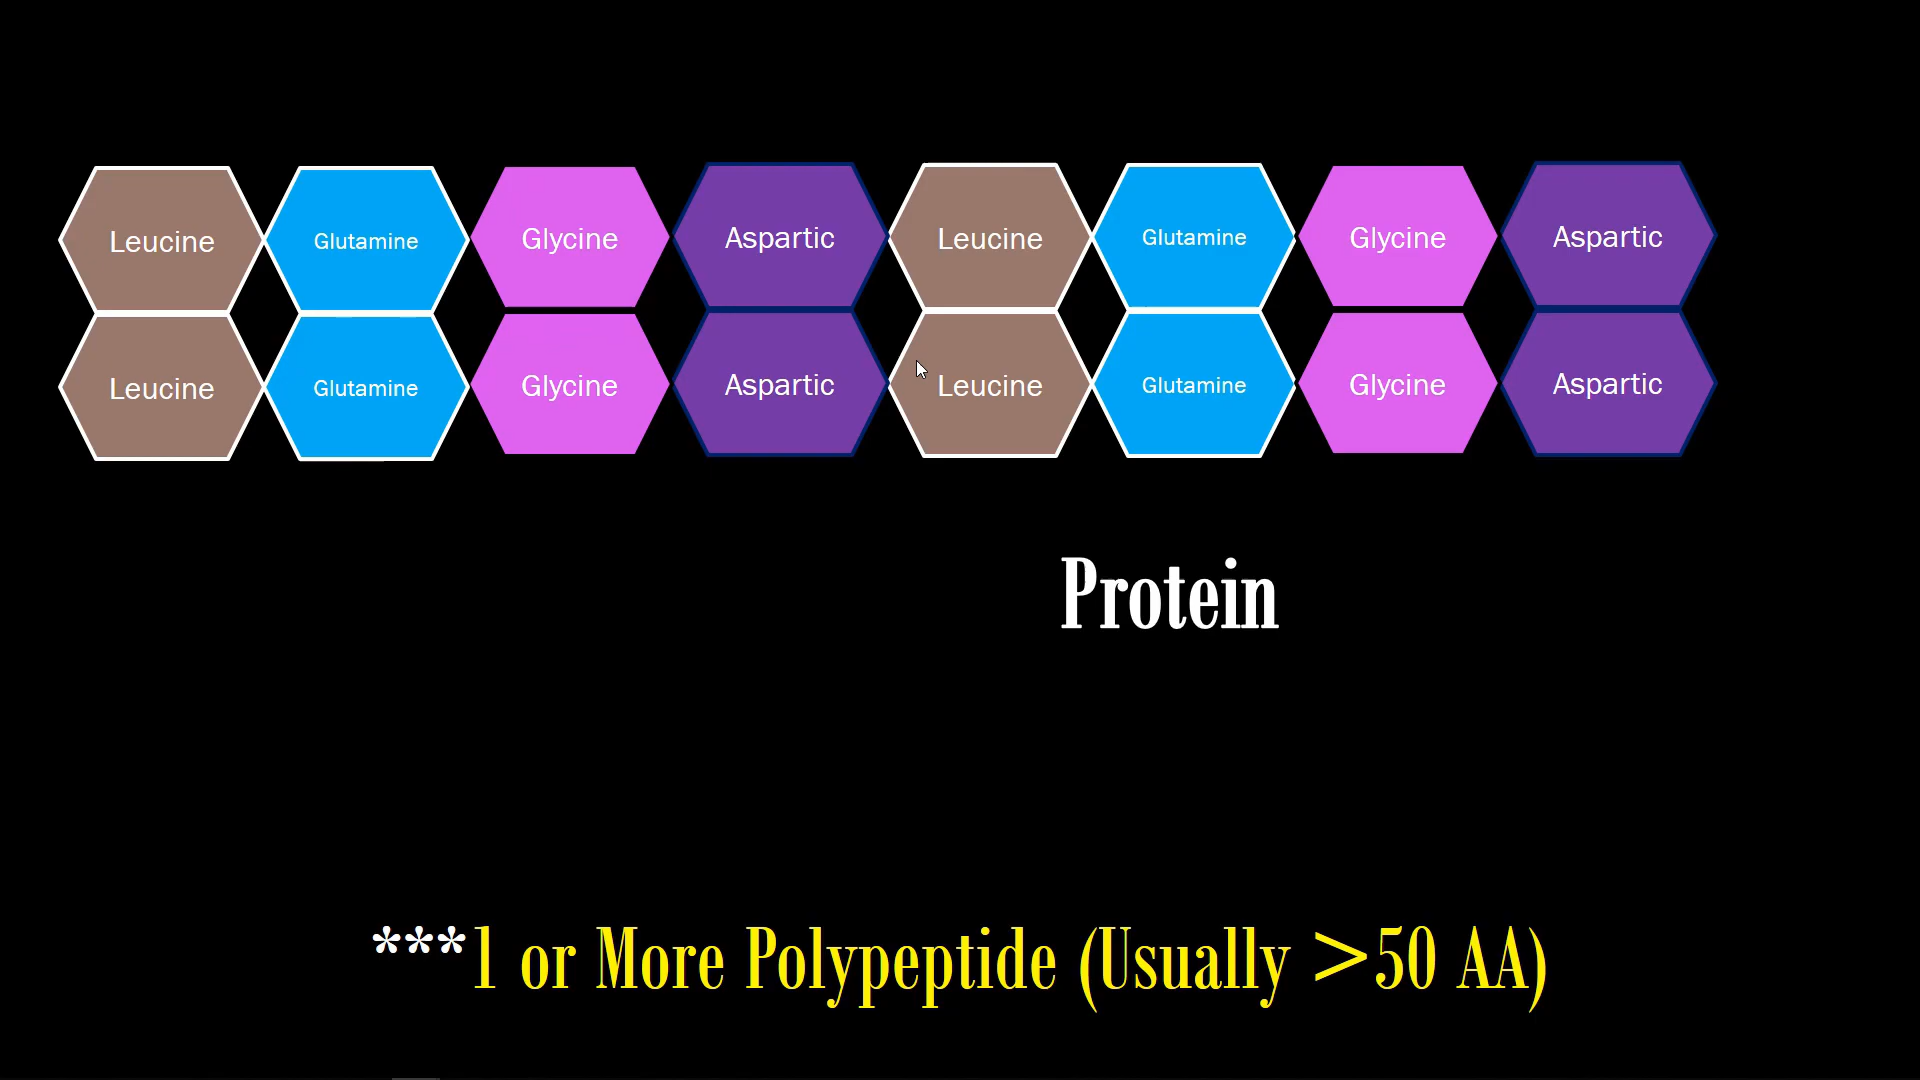 Leucine Glutamine Glycine Aspartic Leucine Glutamine Glycine Aspartic
Leucine Glutamine Glycine Aspartic Leucine Glutamine Glycine Aspartic
Protein
***1 or More Polypeptide (Usually >50 AA)